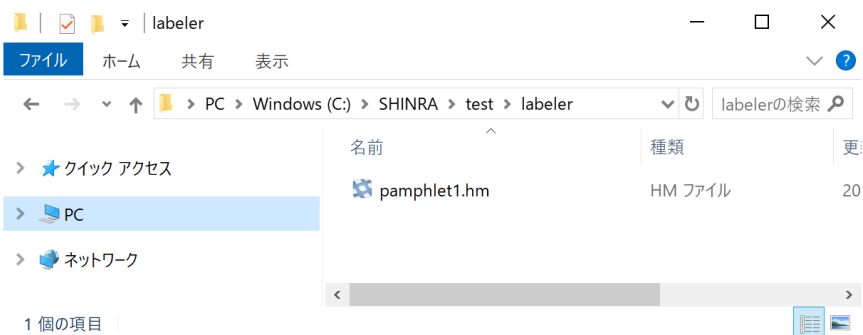 labeler
ファイル ホーム 共有 表示
PC Windows (C:) SHINRA test labeler labelerの検索
名前 種類 更
クイック アクセス
pamphlet1.hm HM ファイル 20
PC
ネットワーク
1 個の項目